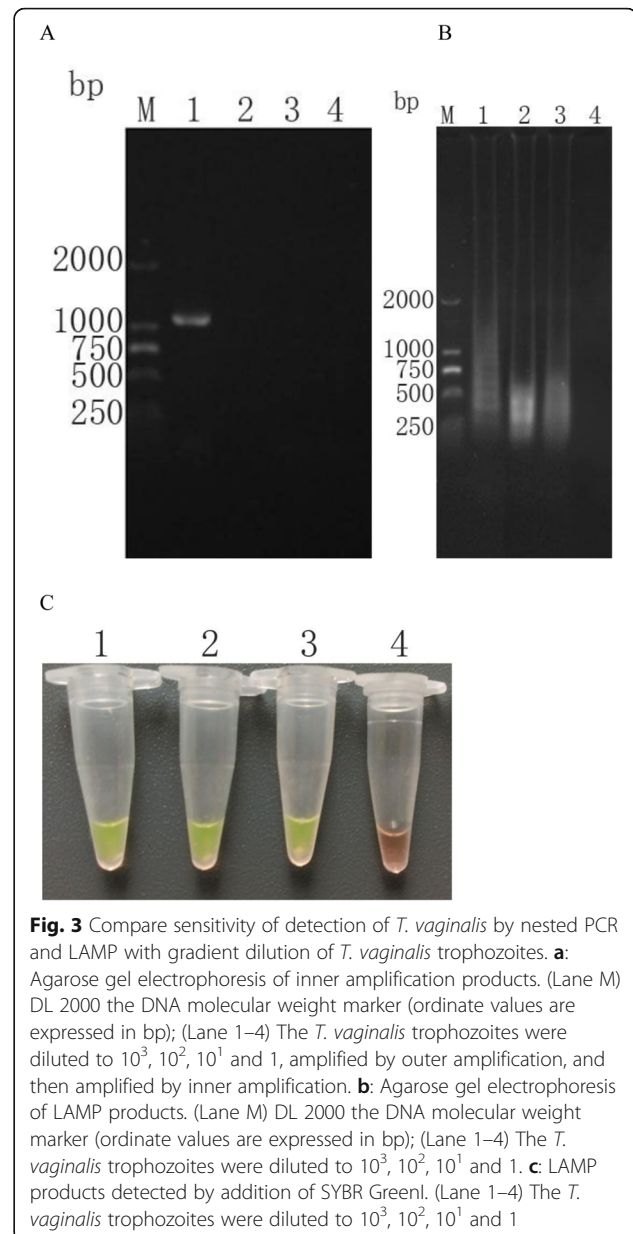 A
B
bp
M 1 2 3 4
2000
1000
750
500
250
bp
M 1 2 3 4
2000
1000
750
500
250
C
1 2 3 4
Fig. 3 Compare sensitivity of detection of T. vaginalis by nested PCR
and LAMP with gradient dilution of T. vaginalis trophozoites. a:
Agarose gel electrophoresis of inner amplification products. (Lane M)
DL 2000 the DNA molecular weight marker (ordinate values are
expressed in bp); (Lane 1–4) The T. vaginalis trophozoites were
diluted to 10³, 10², 10¹ and 1, amplified by outer amplification, and
then amplified by inner amplification. b: Agarose gel electrophoresis
of LAMP products. (Lane M) DL 2000 the DNA molecular weight
marker (ordinate values are expressed in bp); (Lane 1–4) The T.
vaginalis trophozoites were diluted to 10³, 10², 10¹ and 1. c: LAMP
products detected by addition of SYBR GreenI. (Lane 1–4) The T.
vaginalis trophozoites were diluted to 10³, 10², 10¹ and 1